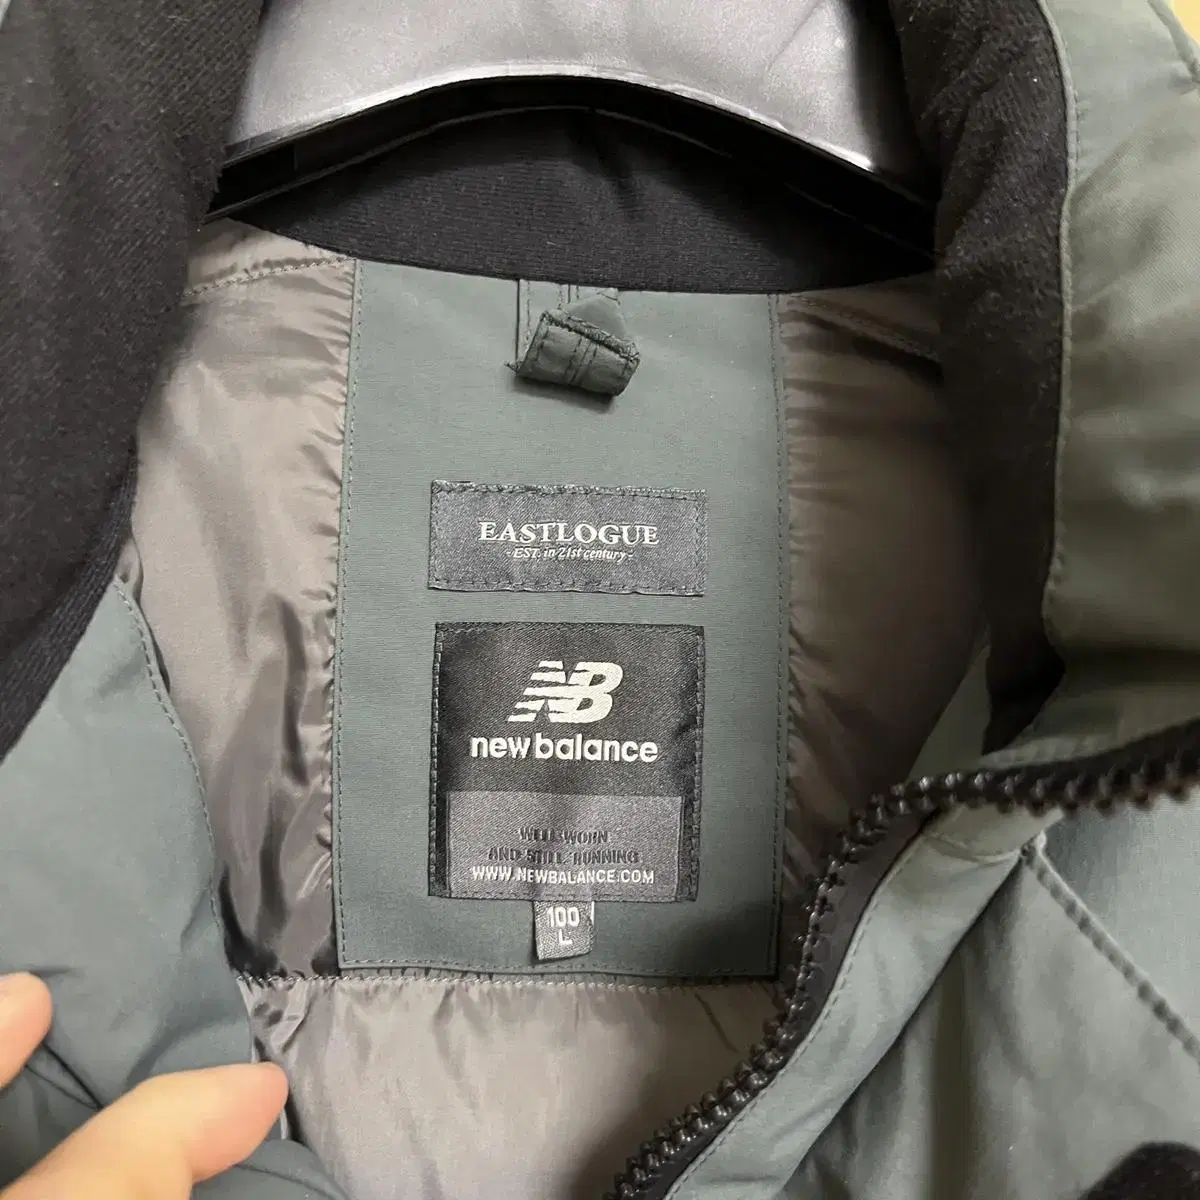 EASTLOGUE
-EST. in 21st century-
NB
new balance
WELL WORN
AND STILL RUNNING
WWW.NEWBALANCE.COM
100
L